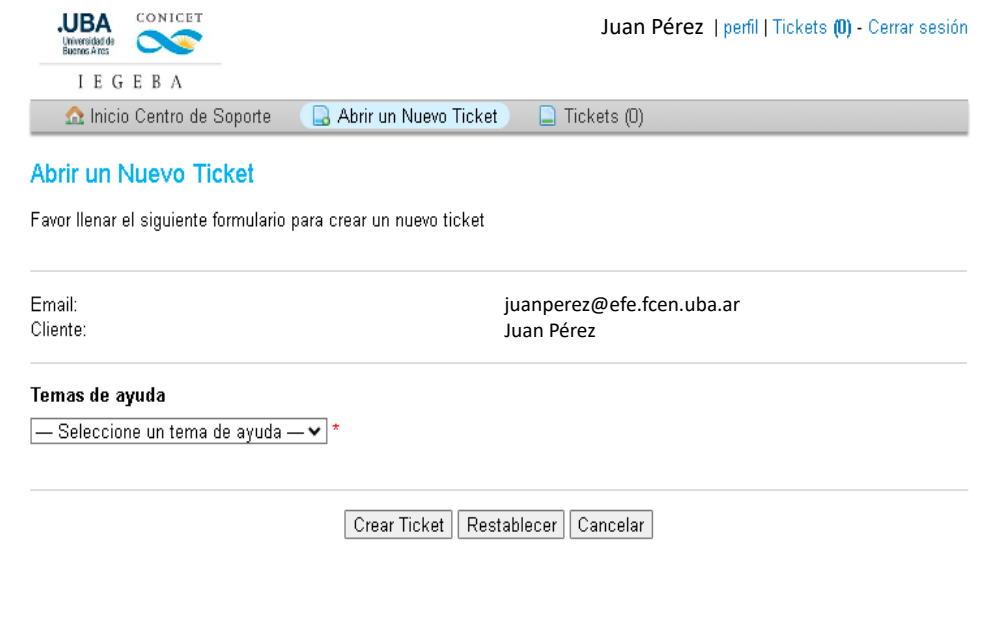 .UBA
Universidad de
Buenos Aires
CONICET
I E G E B A
Juan Pérez | perfil | Tickets (0) - Cerrar sesión
Inicio Centro de Soporte Abrir un Nuevo Ticket Tickets (0)
Abrir un Nuevo Ticket
Favor llenar el siguiente formulario para crear un nuevo ticket
Email: juanperez@efe.fcen.uba.ar
Cliente: Juan Pérez
Temas de ayuda
— Seleccione un tema de ayuda — *
Crear Ticket Restablecer Cancelar